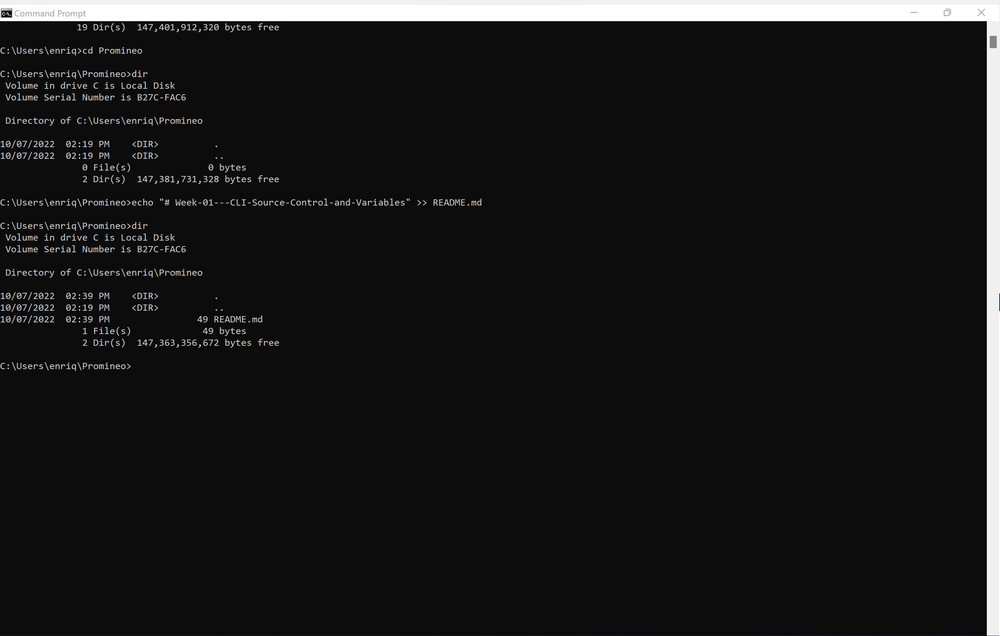 Command Prompt
19 Dir(s)  147,401,912,320 bytes free
C:\Users\enriq>cd Promineo
C:\Users\enriq\Promineo>dir
Volume in drive C is Local Disk
Volume Serial Number is B27C-FAC6
Directory of C:\Users\enriq\Promineo
10/07/2022  02:19 PM    <DIR>          .
10/07/2022  02:19 PM    <DIR>          ..
0 File(s)              0 bytes
2 Dir(s)  147,381,731,328 bytes free
C:\Users\enriq\Promineo>echo "# Week-01---CLI-Source-Control-and-Variables" >> README.md
C:\Users\enriq\Promineo>dir
Volume in drive C is Local Disk
Volume Serial Number is B27C-FAC6
Directory of C:\Users\enriq\Promineo
10/07/2022  02:39 PM    <DIR>          .
10/07/2022  02:19 PM    <DIR>          ..
10/07/2022  02:39 PM                49 README.md
1 File(s)             49 bytes
2 Dir(s)  147,363,356,672 bytes free
C:\Users\enriq\Promineo>